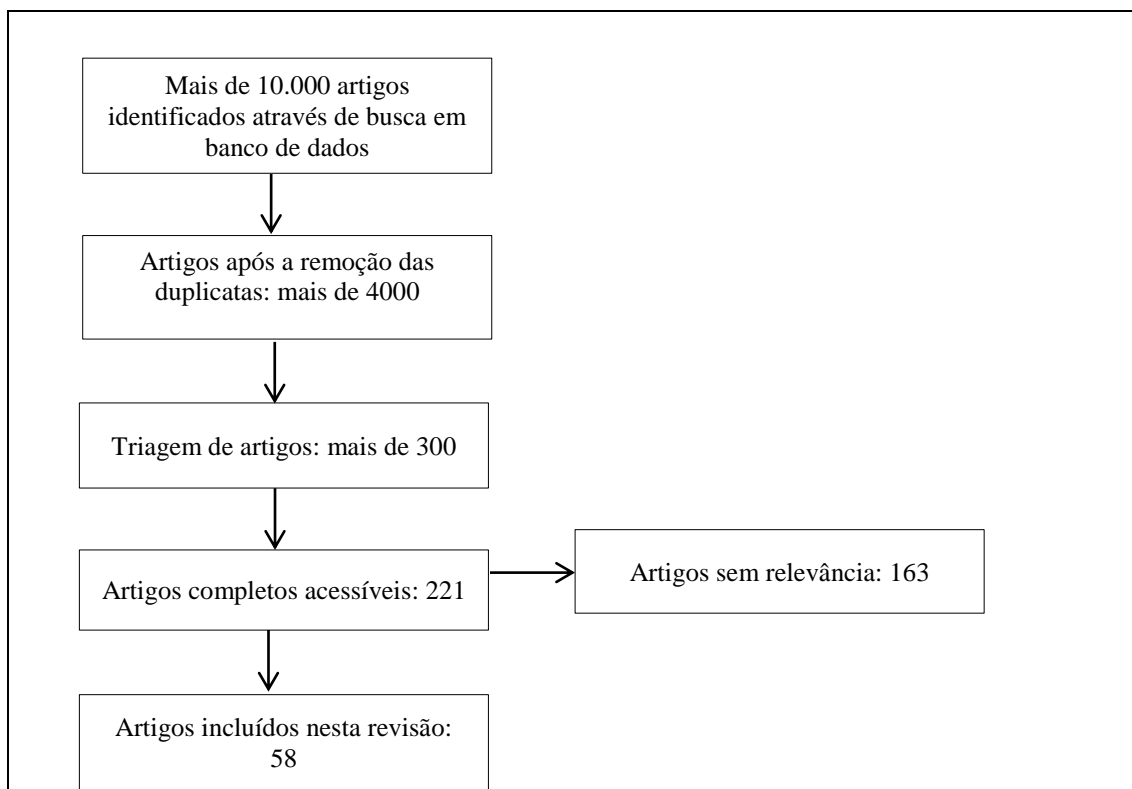 Mais de 10.000 artigos
identificados através de busca em
banco de dados
Artigos após a remoção das
duplicatas: mais de 4000
Triagem de artigos: mais de 300
Artigos completos acessíveis: 221
Artigos sem relevância: 163
Artigos incluídos nesta revisão:
58